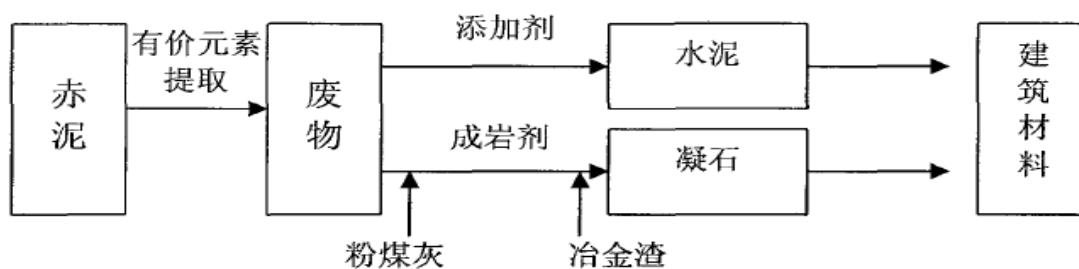 赤泥
有价元素
提取
废物
添加剂
水泥
成岩剂
凝石
粉煤灰
冶金渣
建筑材料